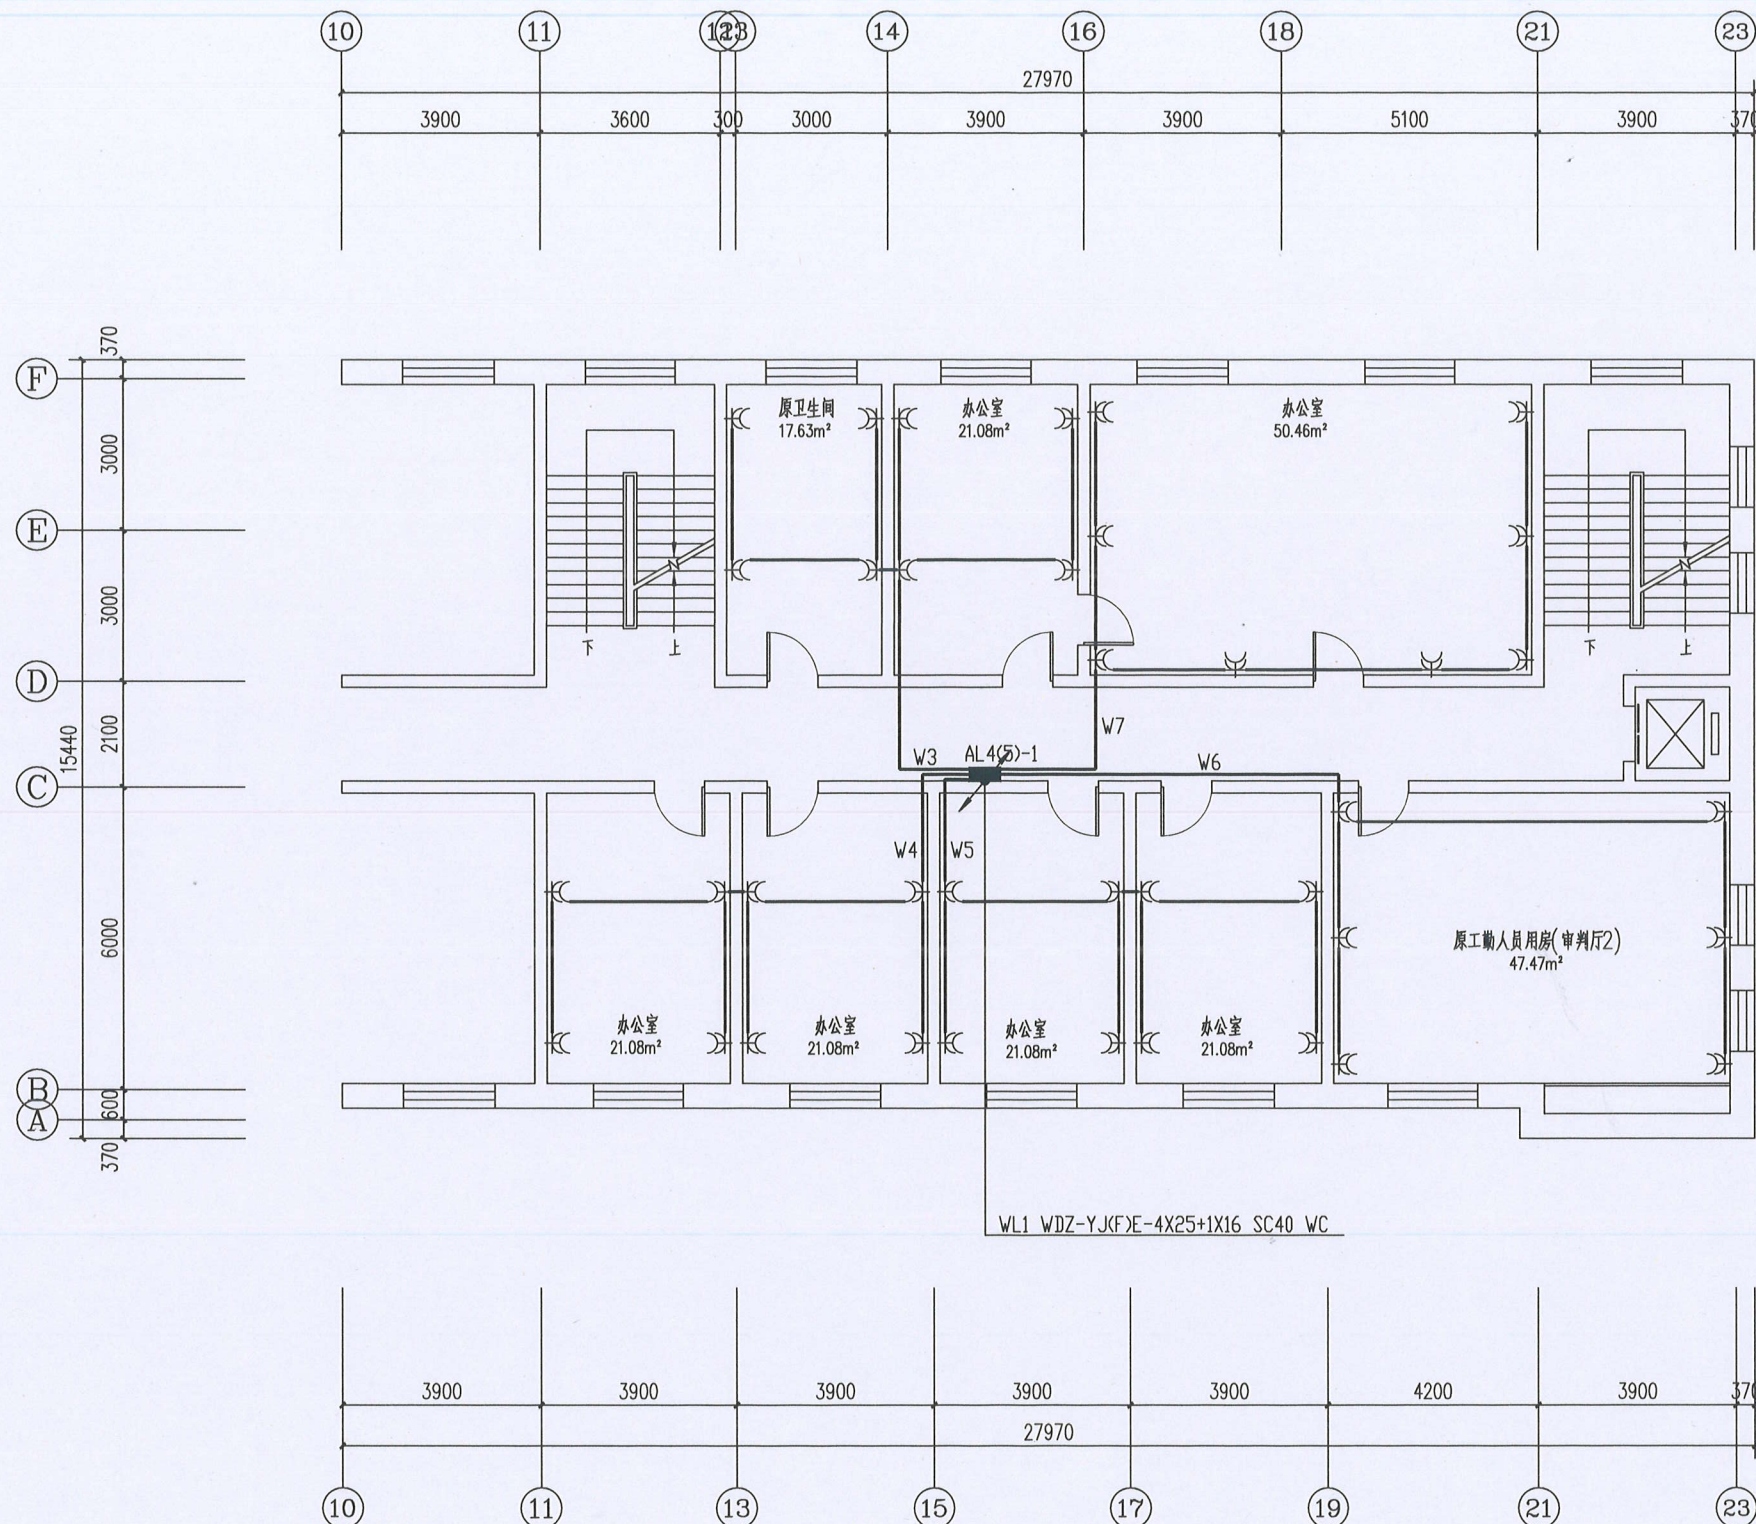 10 11 12 13 14 16 18 21 23
27970
3900 3600 300 3000 3900 3900 5100 3900 370
370
F
原卫生间 办公室 办公室
17.63m² 21.08m² 50.46m²
3000
E
3000
下 上 下 上
D
W7
2100
15440
W3 AL4(5)-1 W6
C
W4 W5
6000
原工勤人员用房(审判厅2)
47.47m²
办公室 办公室 办公室 办公室
21.08m² 21.08m² 21.08m² 21.08m²
B
600
A
370
WL1 WDZ-YJ(F)E-4X25+1X16 SC40 WC
3900 3900 3900 3900 3900 4200 3900 370
27970
10 11 13 15 17 19 21 23